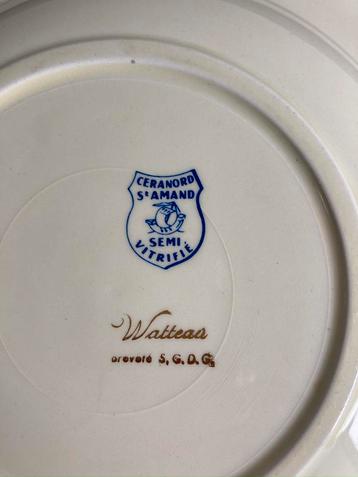 CERANORD
St AMAND
SEMI
VITRIFIÉ
Watteau
breveté S, G. D. G.